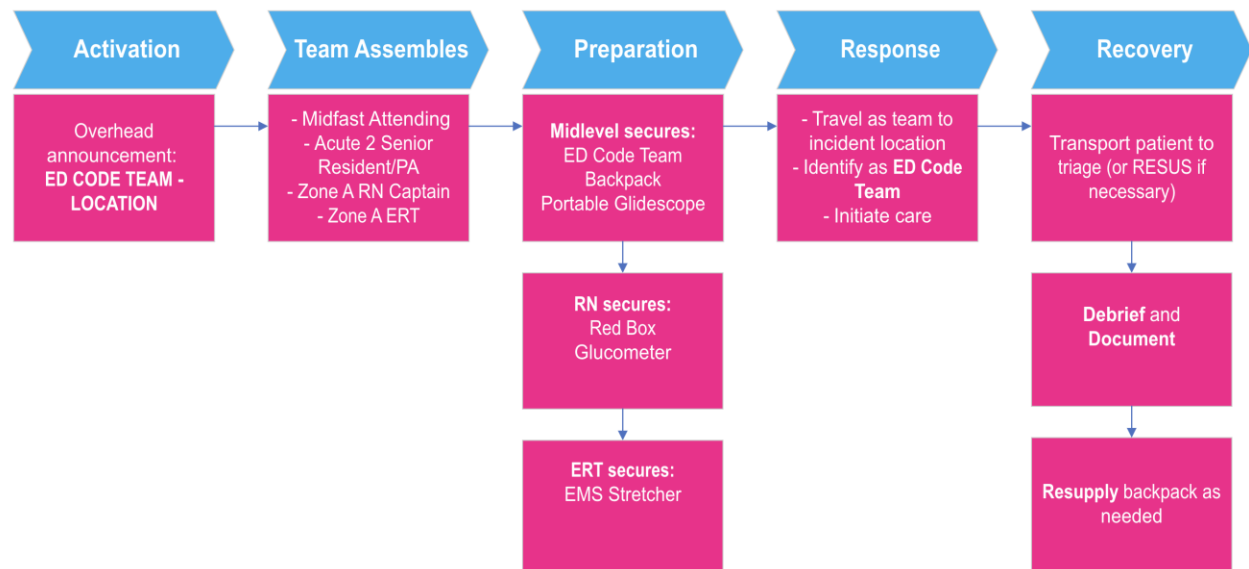 Activation
Team Assembles
Preparation
Response
Recovery
Overhead
announcement:
ED CODE TEAM -
LOCATION
- Midfast Attending
- Acute 2 Senior
Resident/PA
- Zone A RN Captain
- Zone A ERT
Midlevel secures:
ED Code Team
Backpack
Portable Glidescope
- Travel as team to
incident location
- Identify as ED Code
Team
- Initiate care
Transport patient to
triage (or RESUS if
necessary)
RN secures:
Red Box
Glucometer
Debrief and
Document
ERT secures:
EMS Stretcher
Resupply backpack as
needed